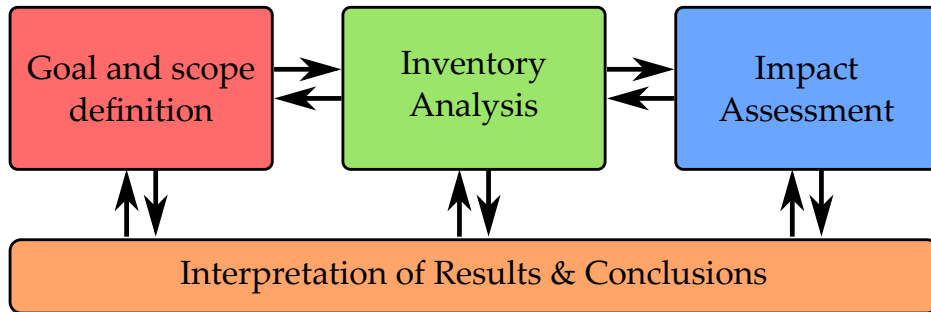 Goal and scope
definition
Inventory
Analysis
Impact
Assessment
Interpretation of Results & Conclusions